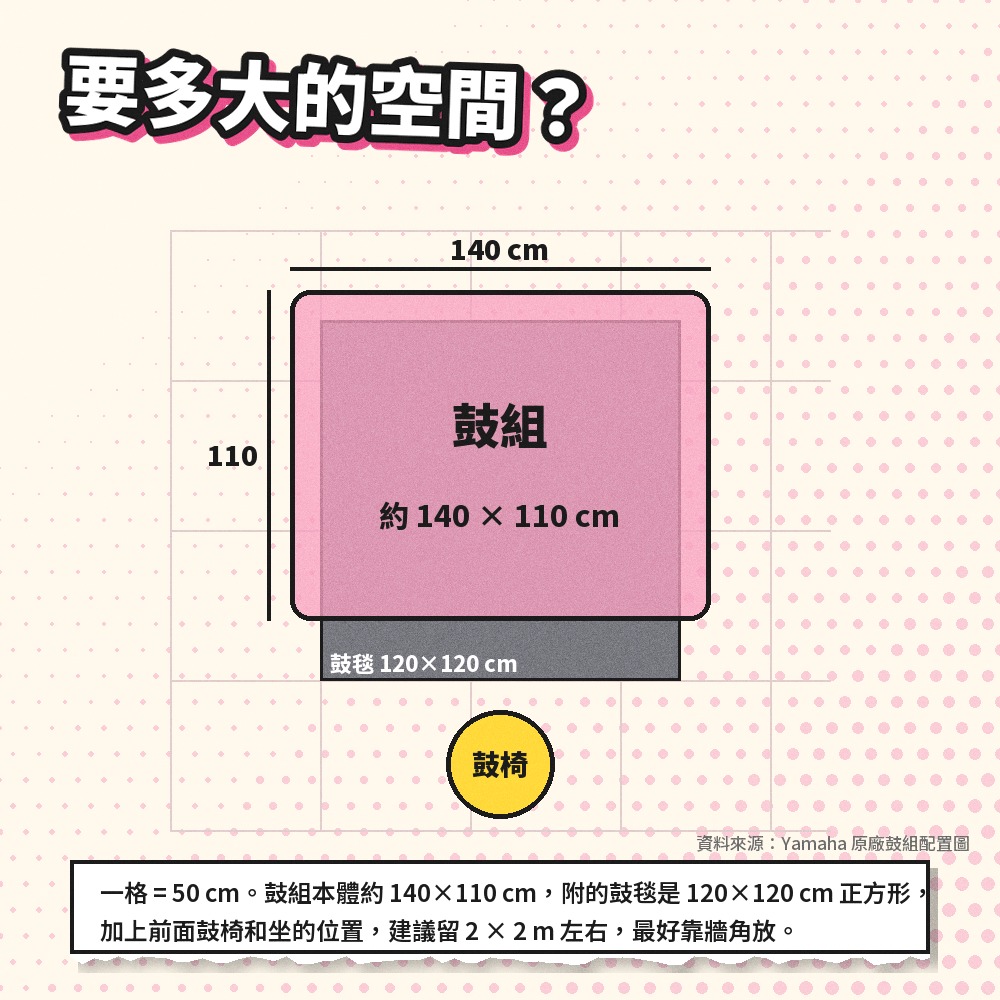 要多大的空間？
140 cm
110
鼓組
約 140 × 110 cm
鼓毯 120×120 cm
鼓椅
資料來源：Yamaha 原廠鼓組配置圖
一格 = 50 cm。鼓組本體約 140×110 cm，附的鼓毯是 120×120 cm 正方形，
加上前面鼓椅和坐的位置，建議留 2 × 2 m 左右，最好靠牆角放。